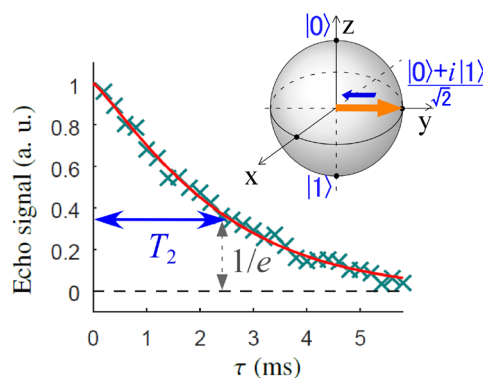 |0⟩ z
|0⟩+i|1⟩
√2
y
x
|1⟩
Echo signal (a. u.)
1
0.8
0.6
0.4
0.2
0
T₂
1/e
0 1 2 3 4 5
τ (ms)